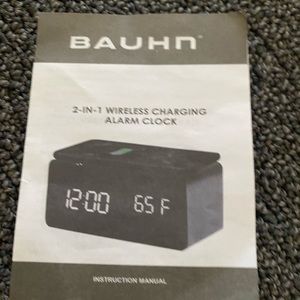 BAUHN
2-IN-1 WIRELESS CHARGING
ALARM CLOCK
12:00 65 F
INSTRUCTION MANUAL